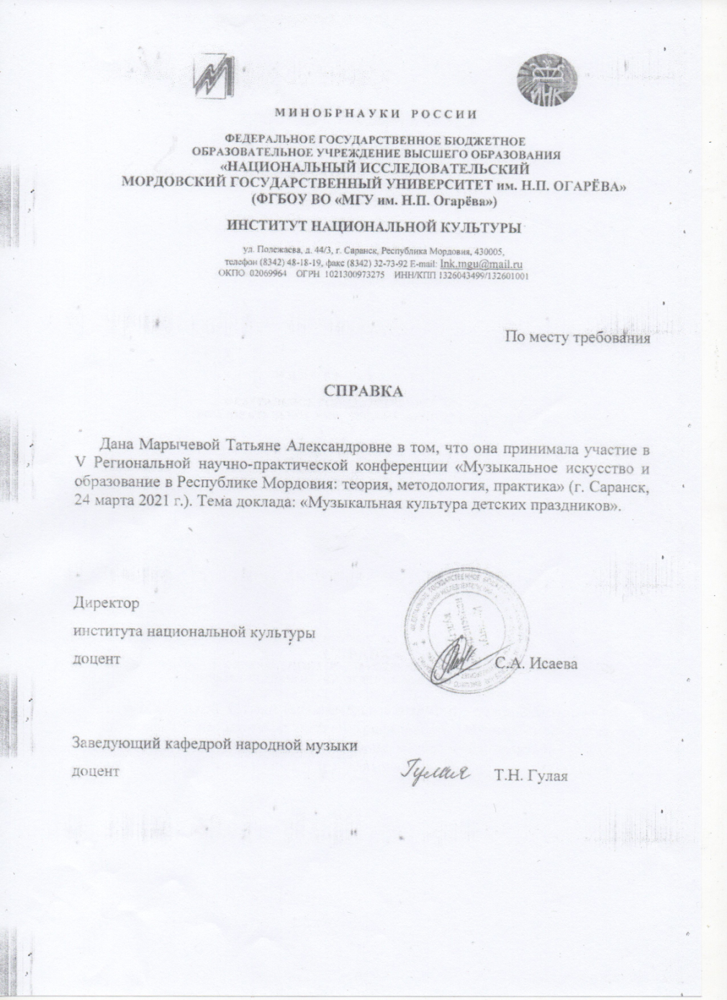 ИНК
МИНОБРНАУКИ РОССИИ
ФЕДЕРАЛЬНОЕ ГОСУДАРСТВЕННОЕ БЮДЖЕТНОЕ
ОБРАЗОВАТЕЛЬНОЕ УЧРЕЖДЕНИЕ ВЫСШЕГО ОБРАЗОВАНИЯ
«НАЦИОНАЛЬНЫЙ ИССЛЕДОВАТЕЛЬСКИЙ
МОРДОВСКИЙ ГОСУДАРСТВЕННЫЙ УНИВЕРСИТЕТ им. Н.П. ОГАРЁВА»
(ФГБОУ ВО «МГУ им. Н.П. Огарёва»)
ИНСТИТУТ НАЦИОНАЛЬНОЙ КУЛЬТУРЫ
ул. Полежаева, д. 44/3, г. Саранск, Республика Мордовия, 430005,
телефон (8342) 48-18-19, факс (8342) 32-73-92 E-mail: Ink.mgu@mail.ru
ОКПО 02069964 ОГРН 1021300973275 ИНН/КПП 1326043499/132601001
По месту требования
СПРАВКА
Дана Марычевой Татьяне Александровне в том, что она принимала участие в
V Региональной научно-практической конференции «Музыкальное искусство и
образование в Республике Мордовия: теория, методология, практика» (г. Саранск,
24 марта 2021 г.). Тема доклада: «Музыкальная культура детских праздников».
Директор
института национальной культуры
доцент С.А. Исаева
Заведующий кафедрой народной музыки
доцент Гулая Т.Н. Гулая